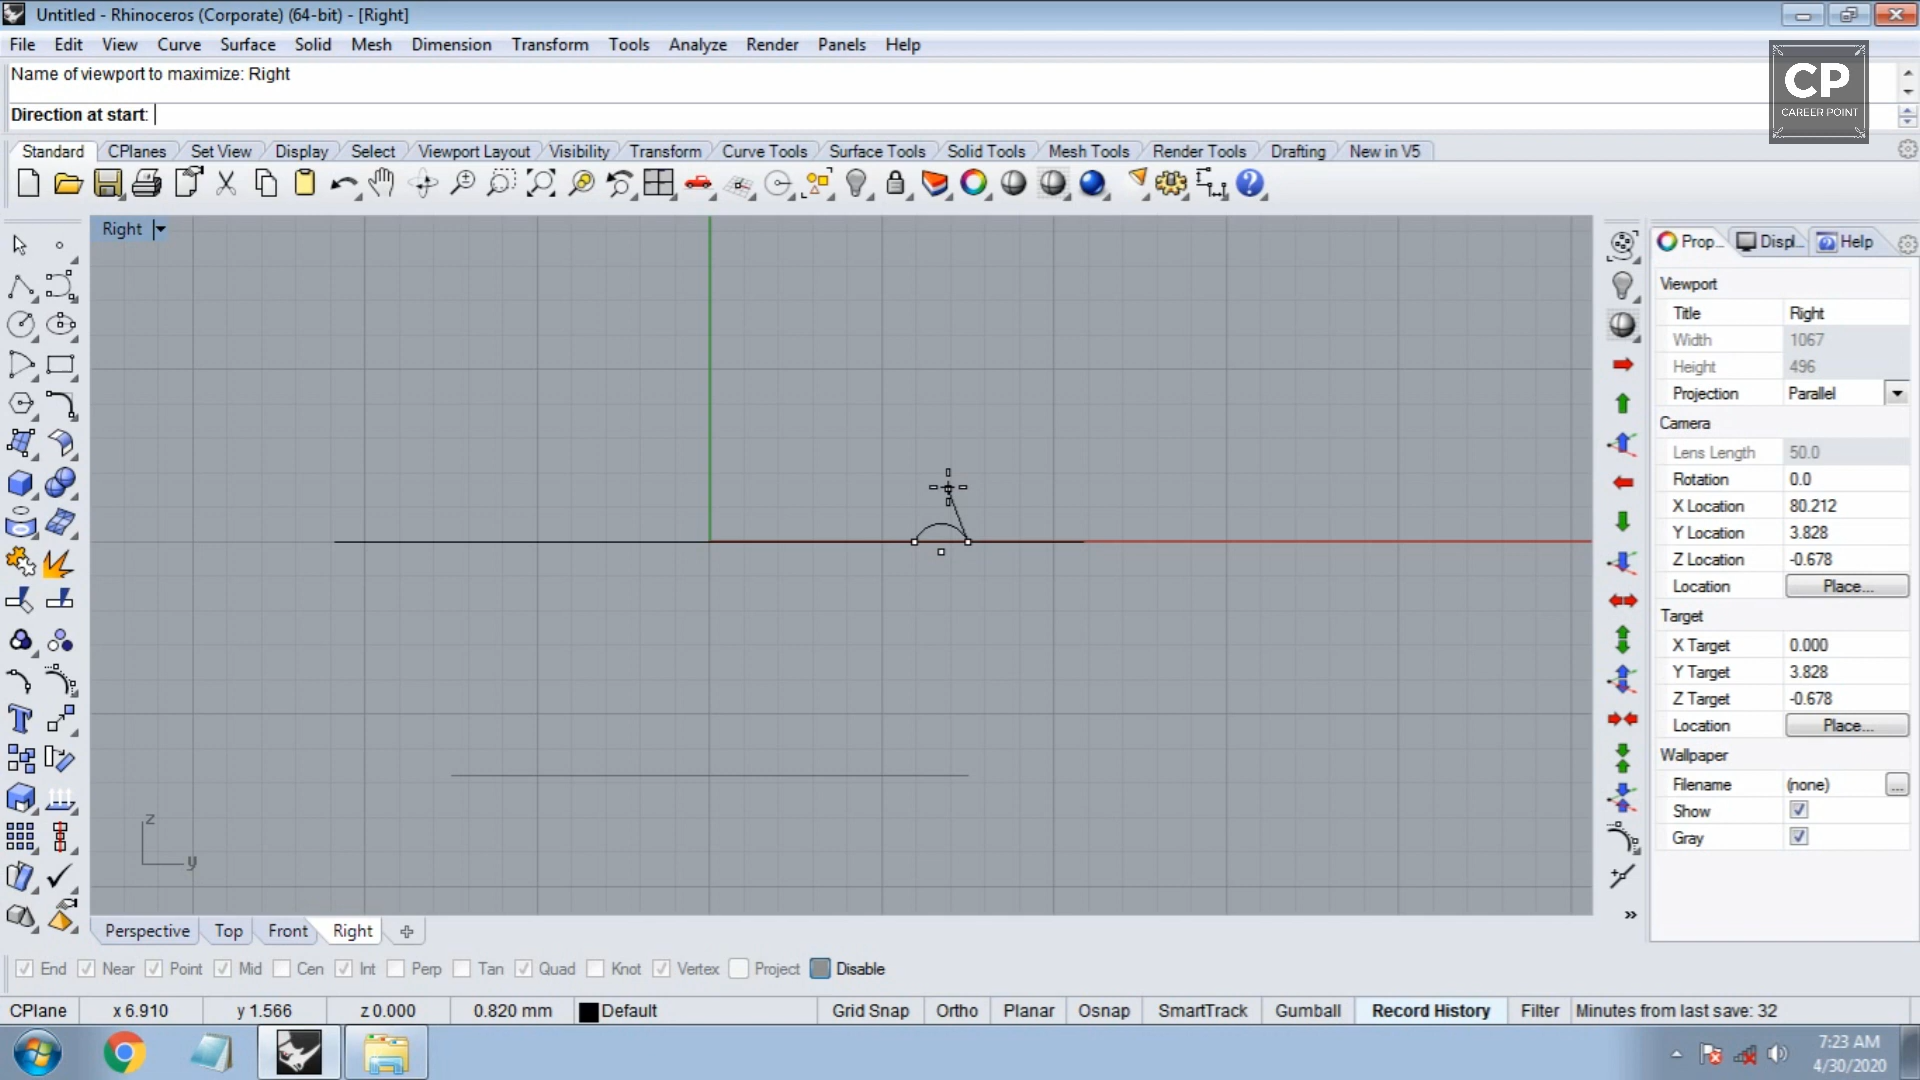 Untitled - Rhinoceros (Corporate) (64-bit) - [Right]
File Edit View Curve Surface Solid Mesh Dimension Transform Tools Analyze Render Panels Help
Name of viewport to maximize: Right
Direction at start:
CP
CAREER POINT
Standard CPlanes Set View Display Select Viewport Layout Visibility Transform Curve Tools Surface Tools Solid Tools Mesh Tools Render Tools Drafting New in V5
Right
Prop... Displ... Help
Viewport
Title Right
Width 1067
Height 496
Projection Parallel
Camera
Lens Length 50.0
Rotation 0.0
X Location 80.212
Y Location 3.828
Z Location -0.678
Location Place...
Target
X Target 0.000
Y Target 3.828
Z Target -0.678
Location Place...
Wallpaper
Filename (none) ...
Show
Gray
z
y
Perspective Top Front Right
End Near Point Mid Cen Int Perp Tan Quad Knot Vertex Project Disable
CPlane x 6.910 y 1.566 z 0.000 0.820 mm Default Grid Snap Ortho Planar Osnap SmartTrack Gumball Record History Filter Minutes from last save: 32
7:23 AM
4/30/2020